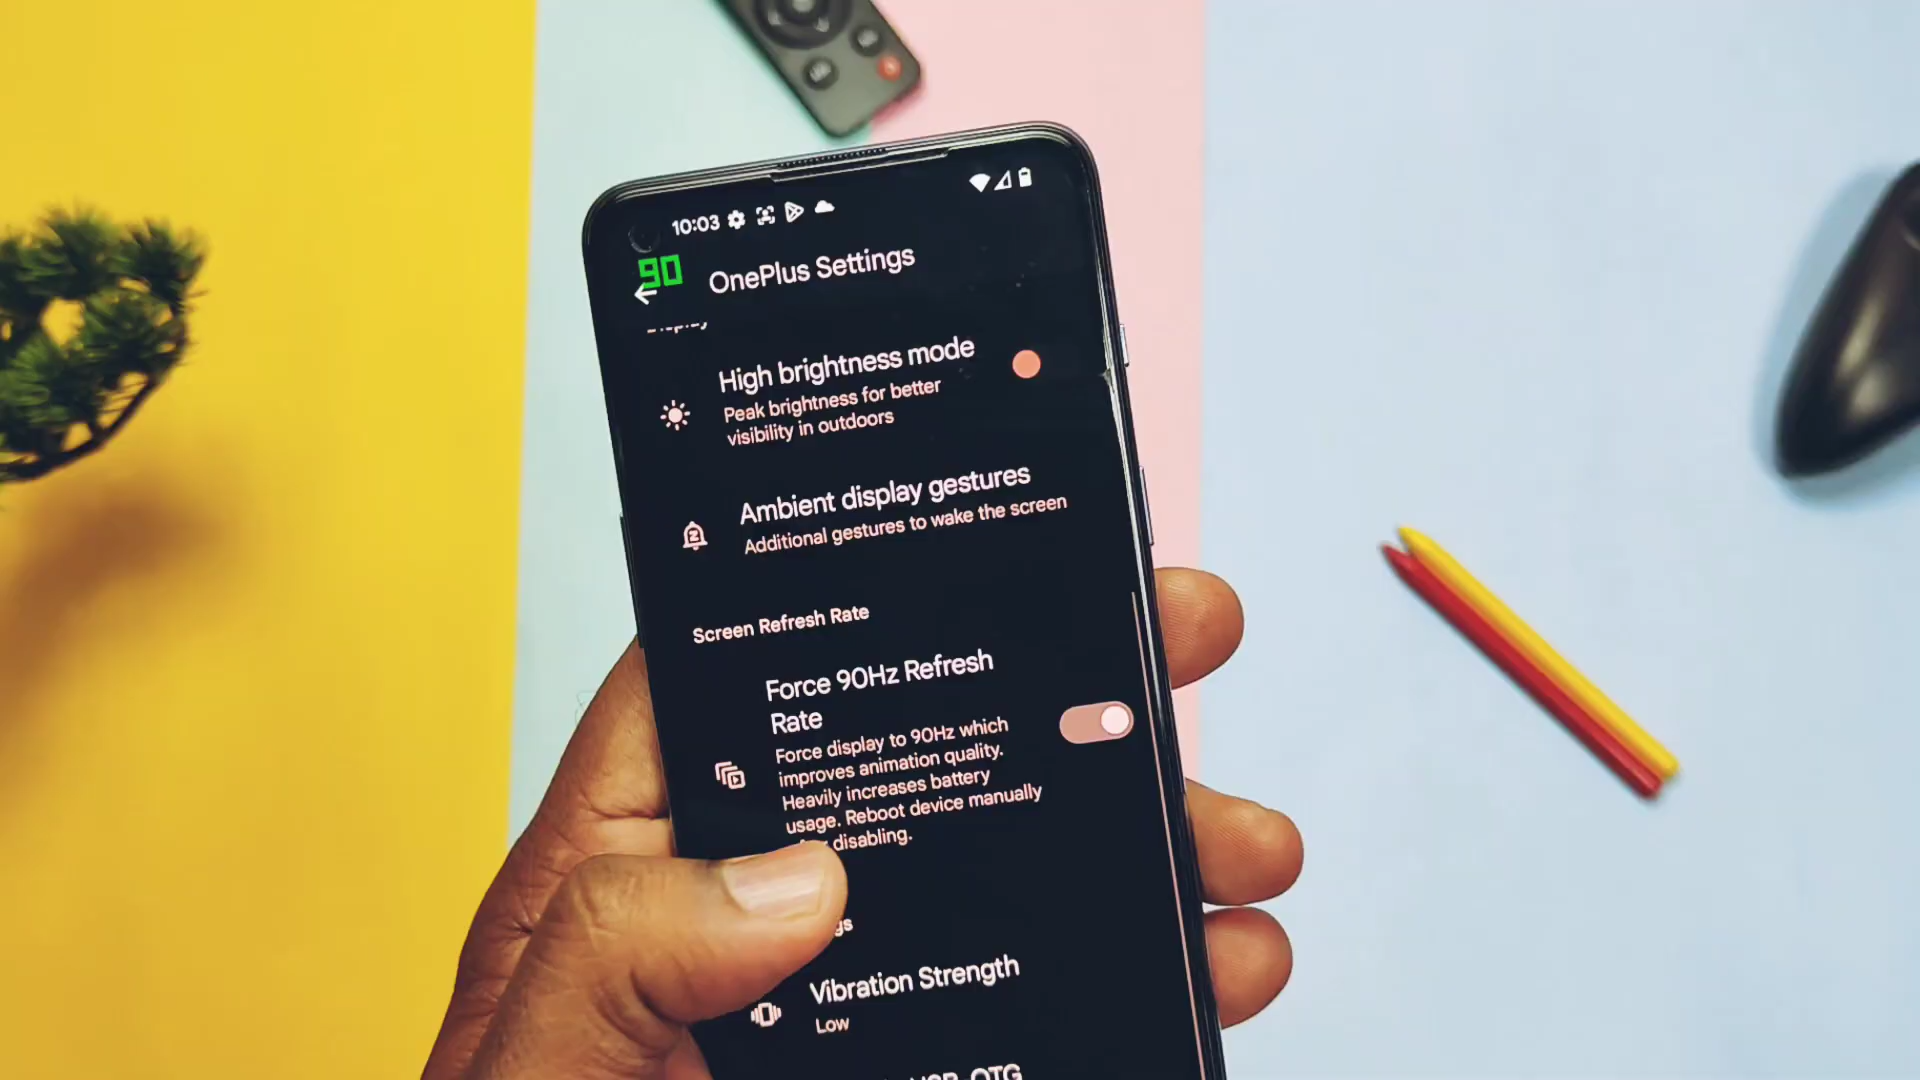 10:03
90
OnePlus Settings
Display
High brightness mode
Peak brightness for better
visibility in outdoors
Ambient display gestures
Additional gestures to wake the screen
Screen Refresh Rate
Force 90Hz Refresh
Rate
Force display to 90Hz which
improves animation quality.
Heavily increases battery
usage. Reboot device manually
disabling.
Vibration Strength
Low
OTG